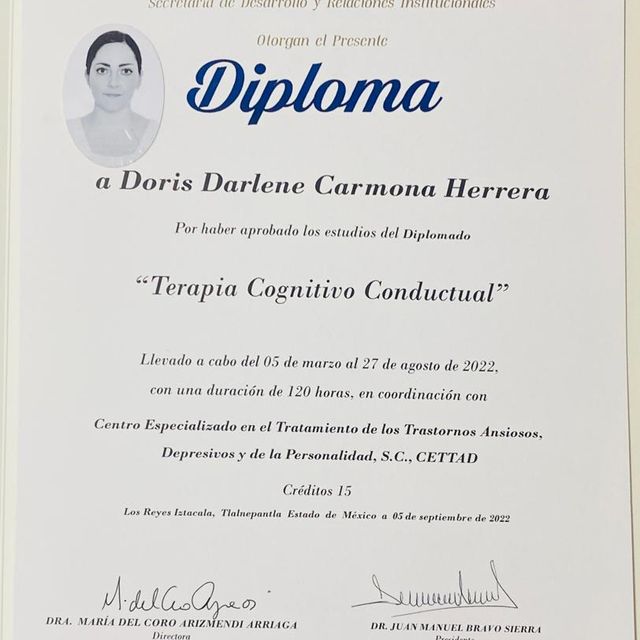 Secretaría de Desarrollo y Relaciones Institucionales
Otorgan el Presente
Diploma
a Doris Darlene Carmona Herrera
Por haber aprobado los estudios del Diplomado
“Terapia Cognitivo Conductual”
Llevado a cabo del 05 de marzo al 27 de agosto de 2022,
con una duración de 120 horas, en coordinación con
Centro Especializado en el Tratamiento de los Trastornos Ansiosos,
Depresivos y de la Personalidad, S.C., CETTAD
Créditos 15
Los Reyes Iztacala, Tlalnepantla Estado de México a 05 de septiembre de 2022
DRA. MARÍA DEL CORO ARIZMENDI ARRIAGA
Directora
DR. JUAN MANUEL BRAVO SIERRA
Presidente